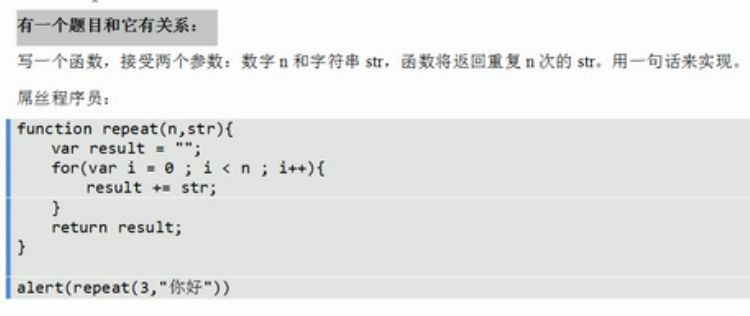 有一个题目和它有关系：
写一个函数，接受两个参数：数字 n 和字符串 str，函数将返回重复 n 次的 str。用一句话来实现。
屌丝程序员：
function repeat(n,str){
    var result = "";
    for(var i = 0 ; i < n ; i++){
        result += str;
    }
    return result;
}
alert(repeat(3,"你好"))